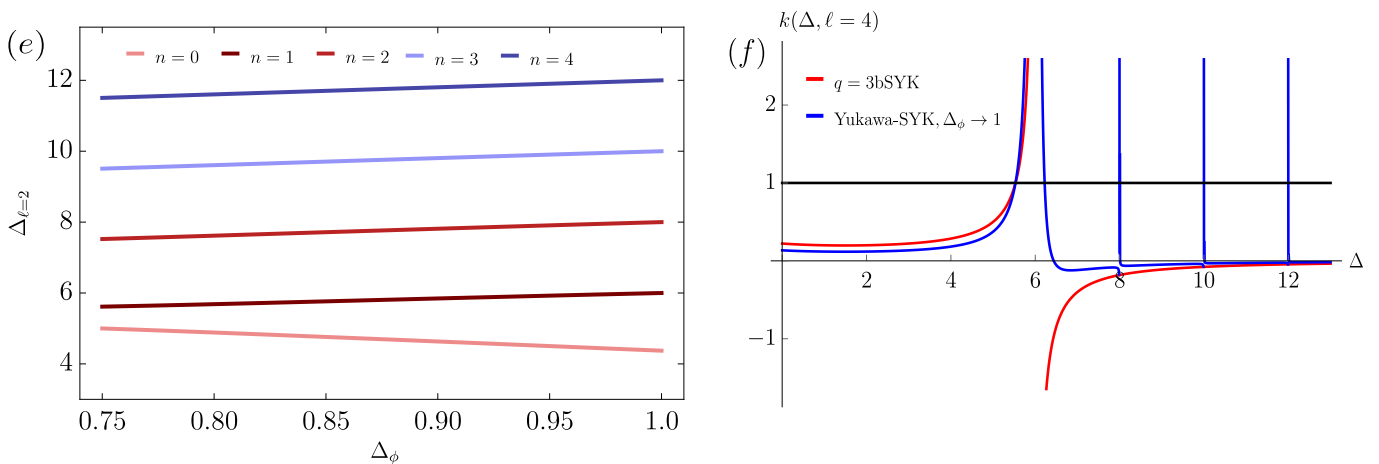 (e)
n = 0 n = 1 n = 2 n = 3 n = 4
12
10
8
6
4
Δℓ=2
0.75 0.80 0.85 0.90 0.95 1.0
Δϕ
k(Δ, ℓ = 4)
(f)
q = 3bSYK
Yukawa-SYK, Δϕ → 1
2
1
−1
2 4 6 8 10 12
Δ